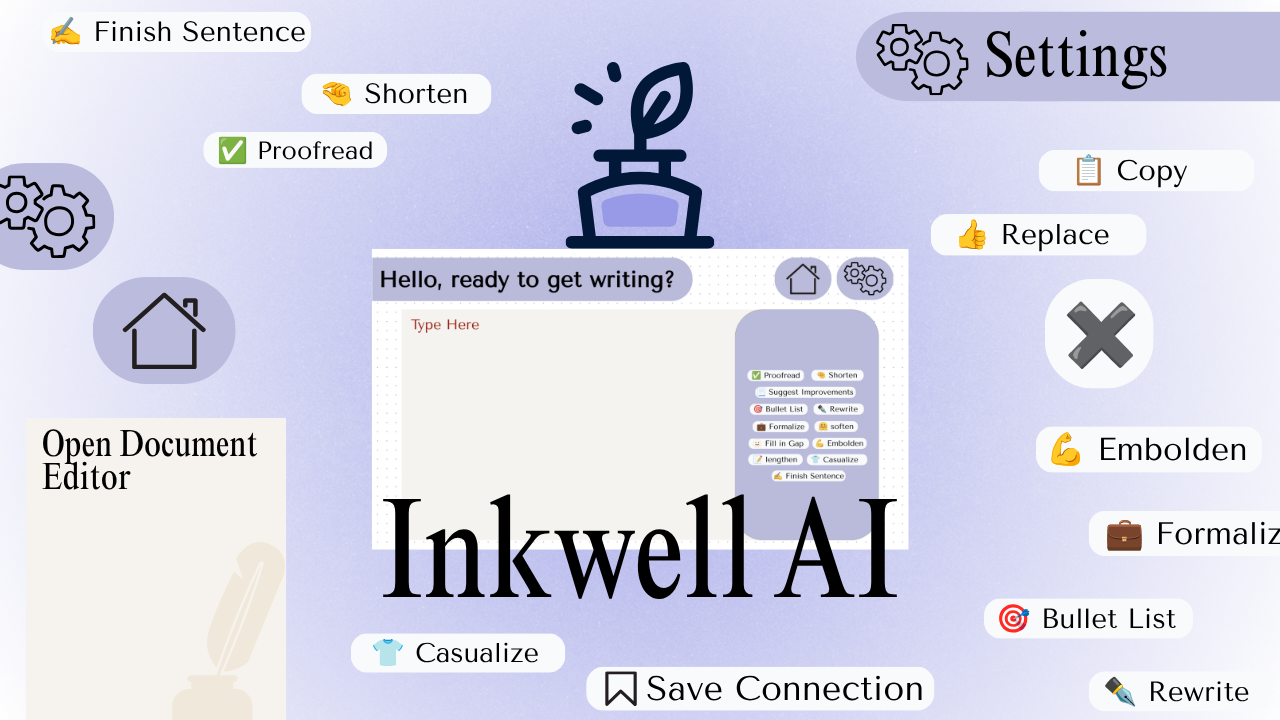 ✍️ Finish Sentence
Settings
🤏 Shorten
✅ Proofread
📋 Copy
👍 Replace
Hello, ready to get writing?
Type Here
✅ Proofread 🤏 Shorten
📃 Suggest Improvements
🎯 Bullet List ✒️ Rewrite
💼 Formalize 🤗 soften
Fill in Gap 💪 Embolden
📝 lengthen 👕 Casualize
✍️ Finish Sentence
Open Document
Editor
💪 Embolden
Inkwell AI
💼 Formaliz
🎯 Bullet List
👕 Casualize
Save Connection
✒️ Rewrite